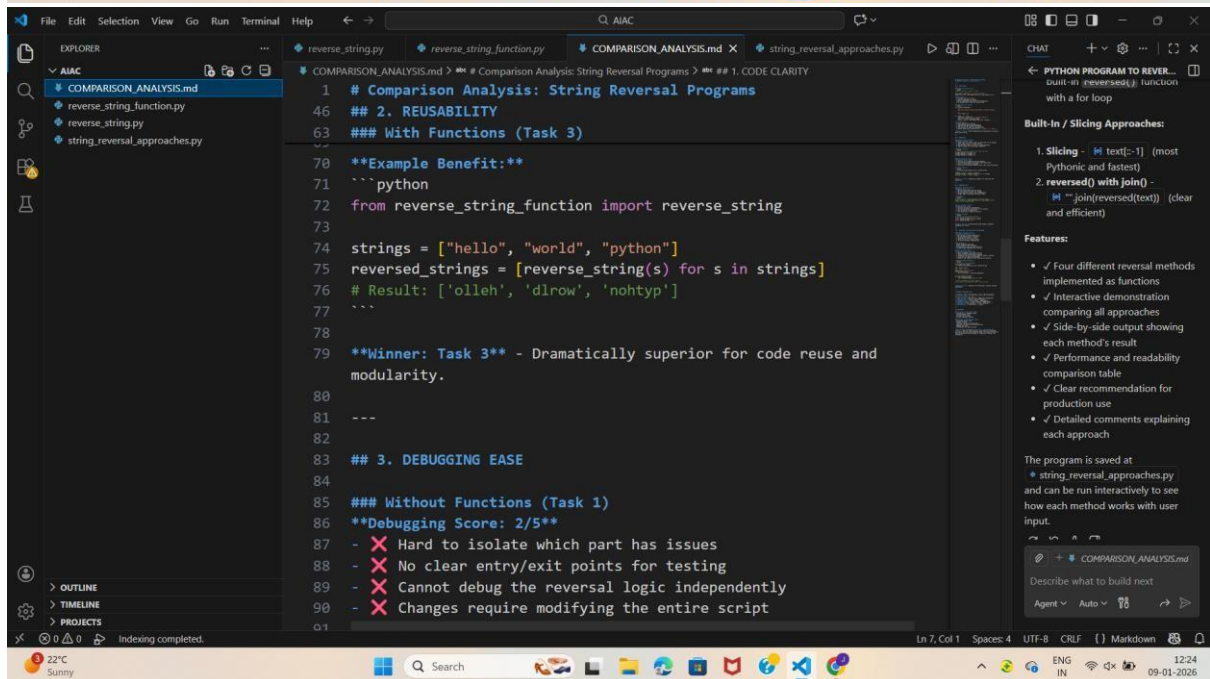 File Edit Selection View Go Run Terminal Help
AIAC
EXPLORER
AIAC
COMPARISON_ANALYSIS.md
reverse_string_function.py
reverse_string.py
string_reversal_approaches.py
OUTLINE
TIMELINE
PROJECTS
reverse_string.py reverse_string_function.py COMPARISON_ANALYSIS.md string_reversal_approaches.py
COMPARISON_ANALYSIS.md > # Comparison Analysis: String Reversal Programs > ## 1. CODE CLARITY
1 # Comparison Analysis: String Reversal Programs
46 ## 2. REUSABILITY
63 ### With Functions (Task 3)
70 **Example Benefit:**
71 ```python
72 from reverse_string_function import reverse_string
73
74 strings = ["hello", "world", "python"]
75 reversed_strings = [reverse_string(s) for s in strings]
76 # Result: ['olleh', 'dlrow', 'nohtyp']
77 ```
78
79 **Winner: Task 3** - Dramatically superior for code reuse and
modularity.
80
81 ---
82
83 ## 3. DEBUGGING EASE
84
85 ### Without Functions (Task 1)
86 **Debugging Score: 2/5**
87 - ❌ Hard to isolate which part has issues
88 - ❌ No clear entry/exit points for testing
89 - ❌ Cannot debug the reversal logic independently
90 - ❌ Changes require modifying the entire script
91
CHAT
PYTHON PROGRAM TO REVER...
built-in reversed() function
with a for loop
Built-In / Slicing Approaches:
1. Slicing - text[::-1] (most
Pythonic and fastest)
2. reversed() with join() -
"".join(reversed(text)) (clear
and efficient)
Features:
• ✓ Four different reversal methods
implemented as functions
• ✓ Interactive demonstration
comparing all approaches
• ✓ Side-by-side output showing
each method's result
• ✓ Performance and readability
comparison table
• ✓ Clear recommendation for
production use
• ✓ Detailed comments explaining
each approach
The program is saved at
string_reversal_approaches.py
and can be run interactively to see
how each method works with user
input.
COMPARISON_ANALYSIS.md
Describe what to build next
Agent Auto
0 0 Indexing completed.
Ln 7, Col 1 Spaces: 4 UTF-8 CRLF {} Markdown
3
22°C
Sunny
Search
ENG
IN
12:24
09-01-2026